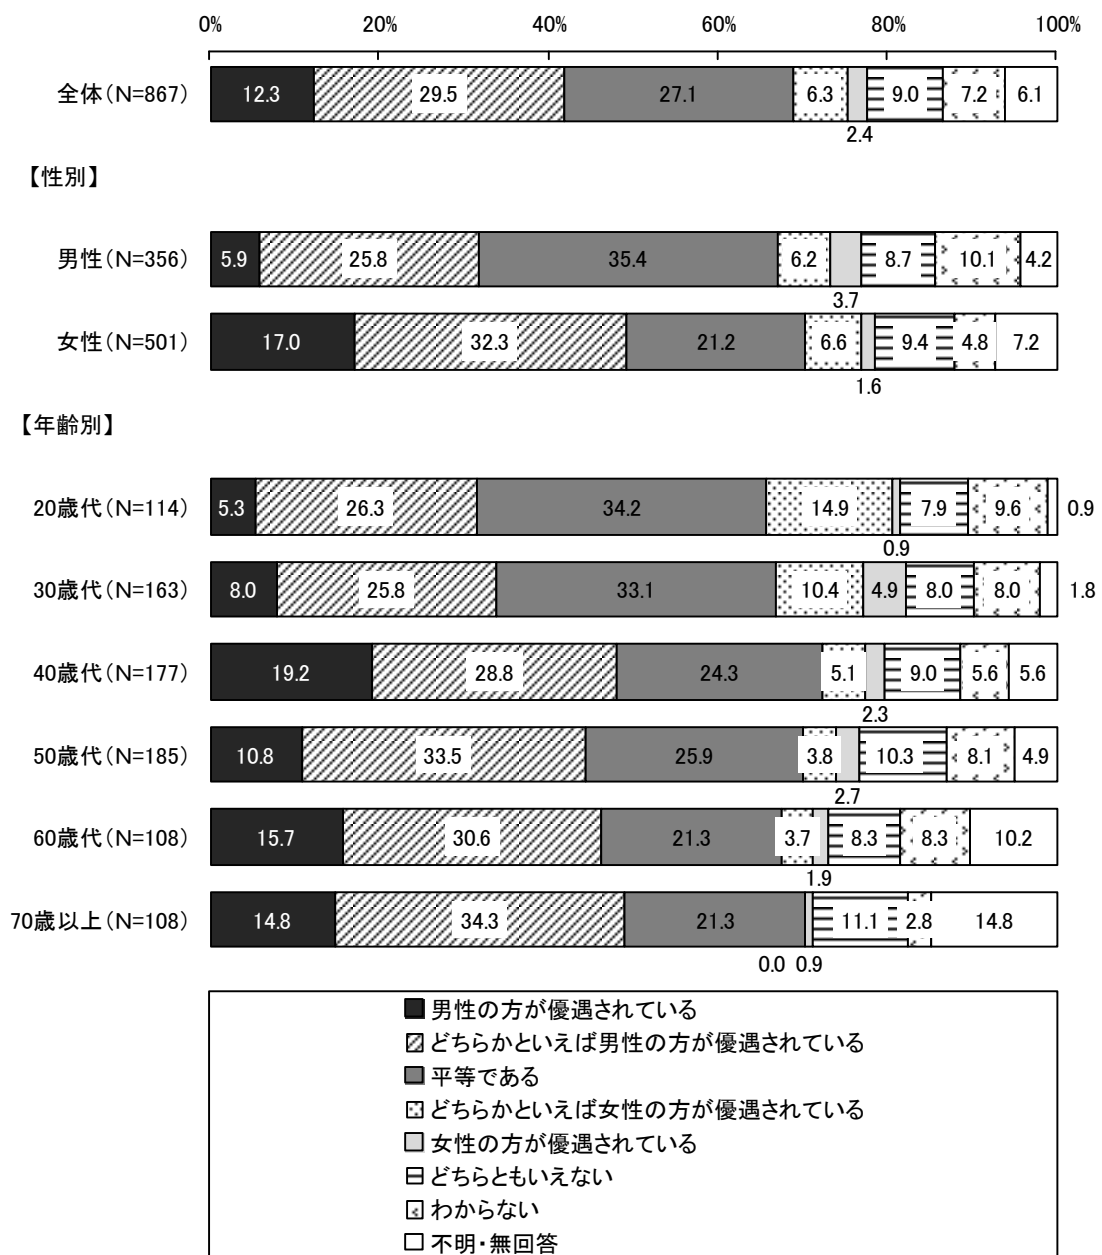 0% 20% 40% 60% 80% 100%
全体(N=867) 12.3 29.5 27.1 6.3 9.0 7.2 6.1
2.4
【性別】
男性(N=356) 5.9 25.8 35.4 6.2 8.7 10.1 4.2
3.7
女性(N=501) 17.0 32.3 21.2 6.6 9.4 4.8 7.2
1.6
【年齢別】
20歳代(N=114) 5.3 26.3 34.2 14.9 7.9 9.6 0.9
0.9
30歳代(N=163) 8.0 25.8 33.1 10.4 4.9 8.0 8.0 1.8
40歳代(N=177) 19.2 28.8 24.3 5.1 9.0 5.6 5.6
2.3
50歳代(N=185) 10.8 33.5 25.9 3.8 10.3 8.1 4.9
2.7
60歳代(N=108) 15.7 30.6 21.3 3.7 8.3 8.3 10.2
1.9
70歳以上(N=108) 14.8 34.3 21.3 11.1 2.8 14.8
0.0 0.9
男性の方が優遇されている
どちらかといえば男性の方が優遇されている
平等である
どちらかといえば女性の方が優遇されている
女性の方が優遇されている
どちらともいえない
わからない
不明・無回答